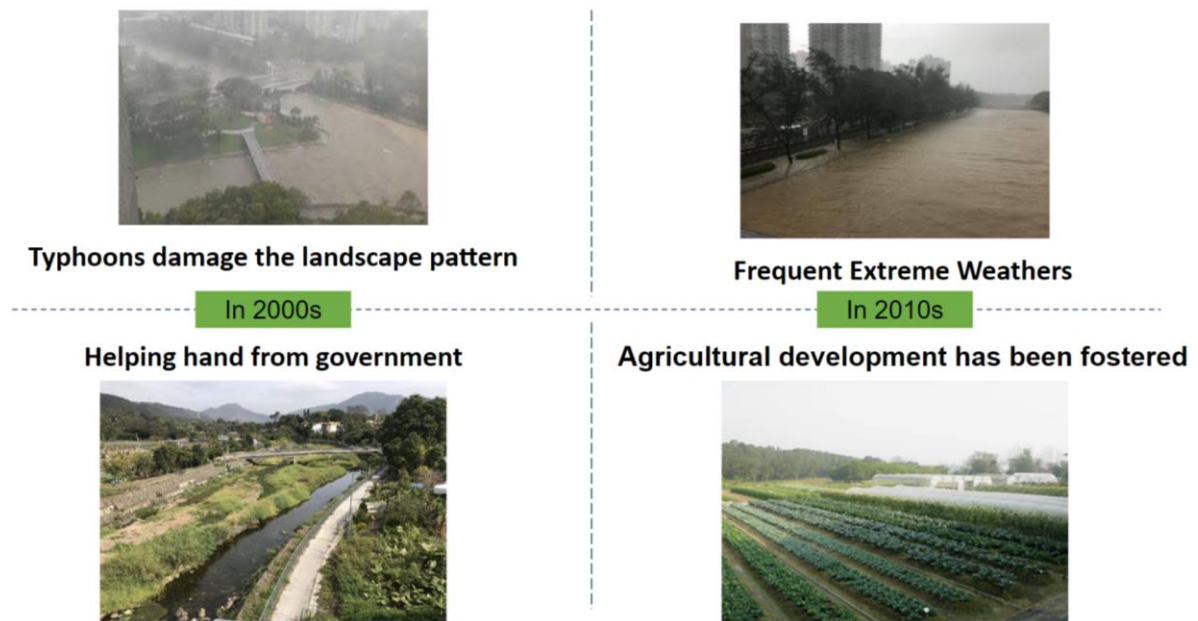 Typhoons damage the landscape pattern
Frequent Extreme Weathers
In 2000s
In 2010s
Helping hand from government
Agricultural development has been fostered